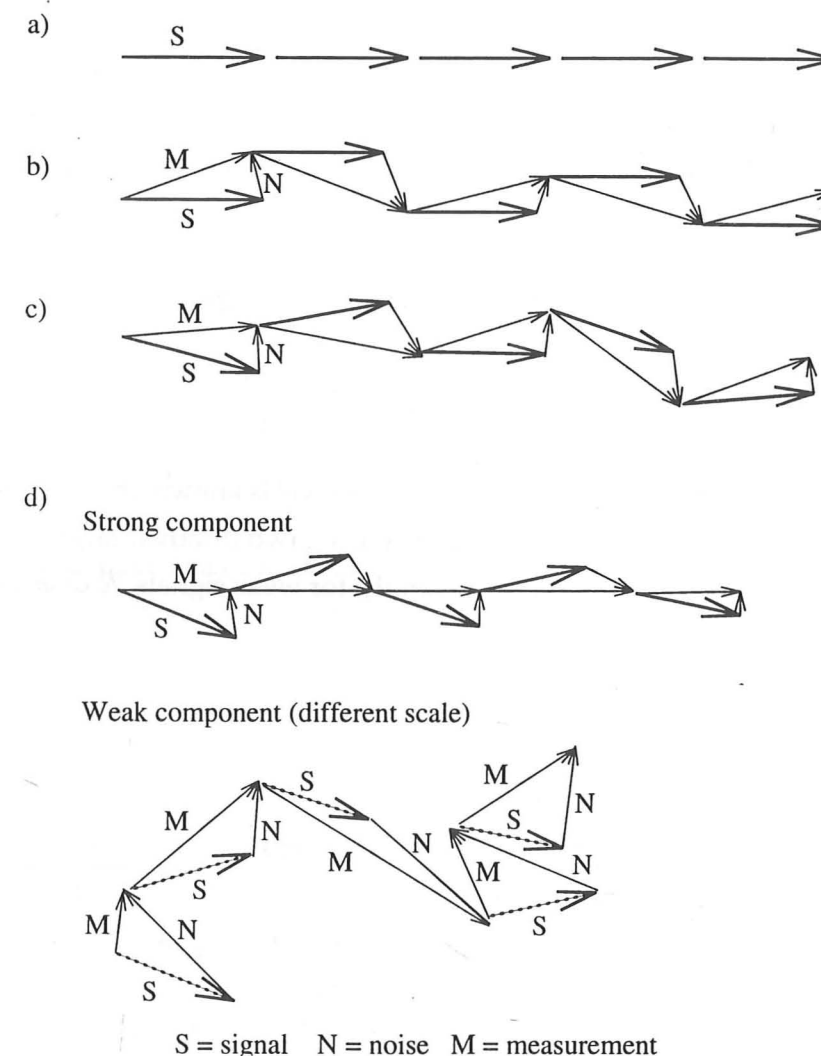 a)
S
b)
M
N
S
c)
M
N
S
d)
Strong component
M
N
S
Weak component (different scale)
M
S
N
S
M
N
M
N
S
S
N
M
M
N
M
S
N
S
S = signal N = noise M = measurement